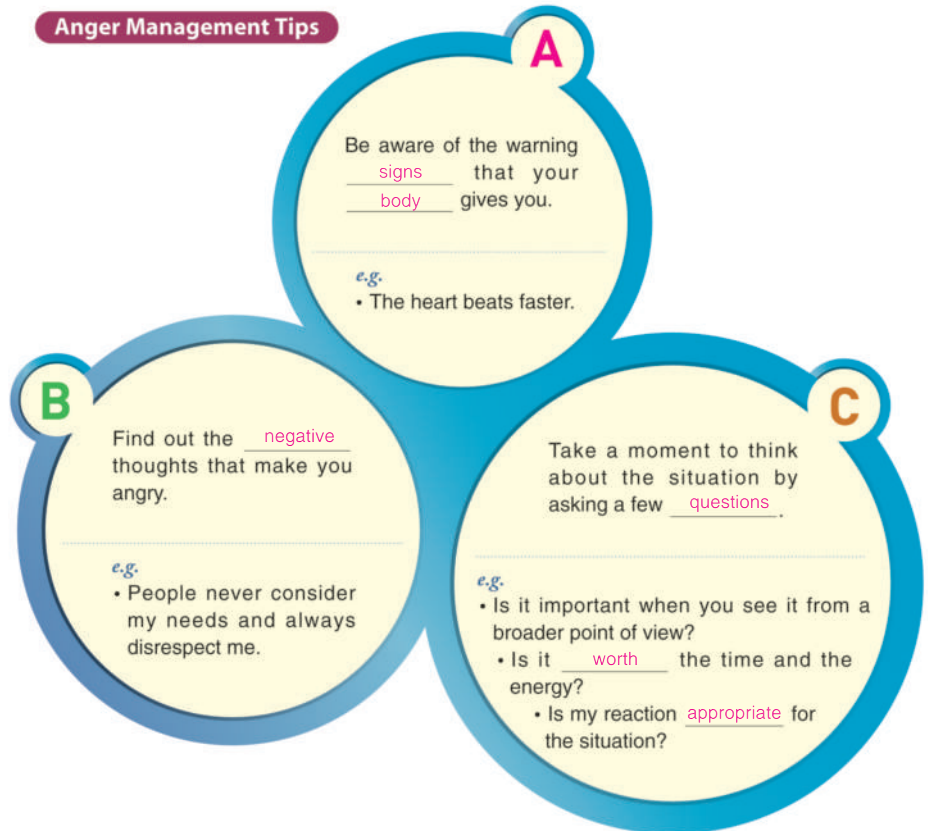 Anger Management Tips
A
Be aware of the warning
signs that your
body gives you.
e.g.
• The heart beats faster.
B
Find out the negative
thoughts that make you
angry.
e.g.
• People never consider
my needs and always
disrespect me.
C
Take a moment to think
about the situation by
asking a few questions.
e.g.
• Is it important when you see it from a
broader point of view?
• Is it worth the time and the
energy?
• Is my reaction appropriate for
the situation?